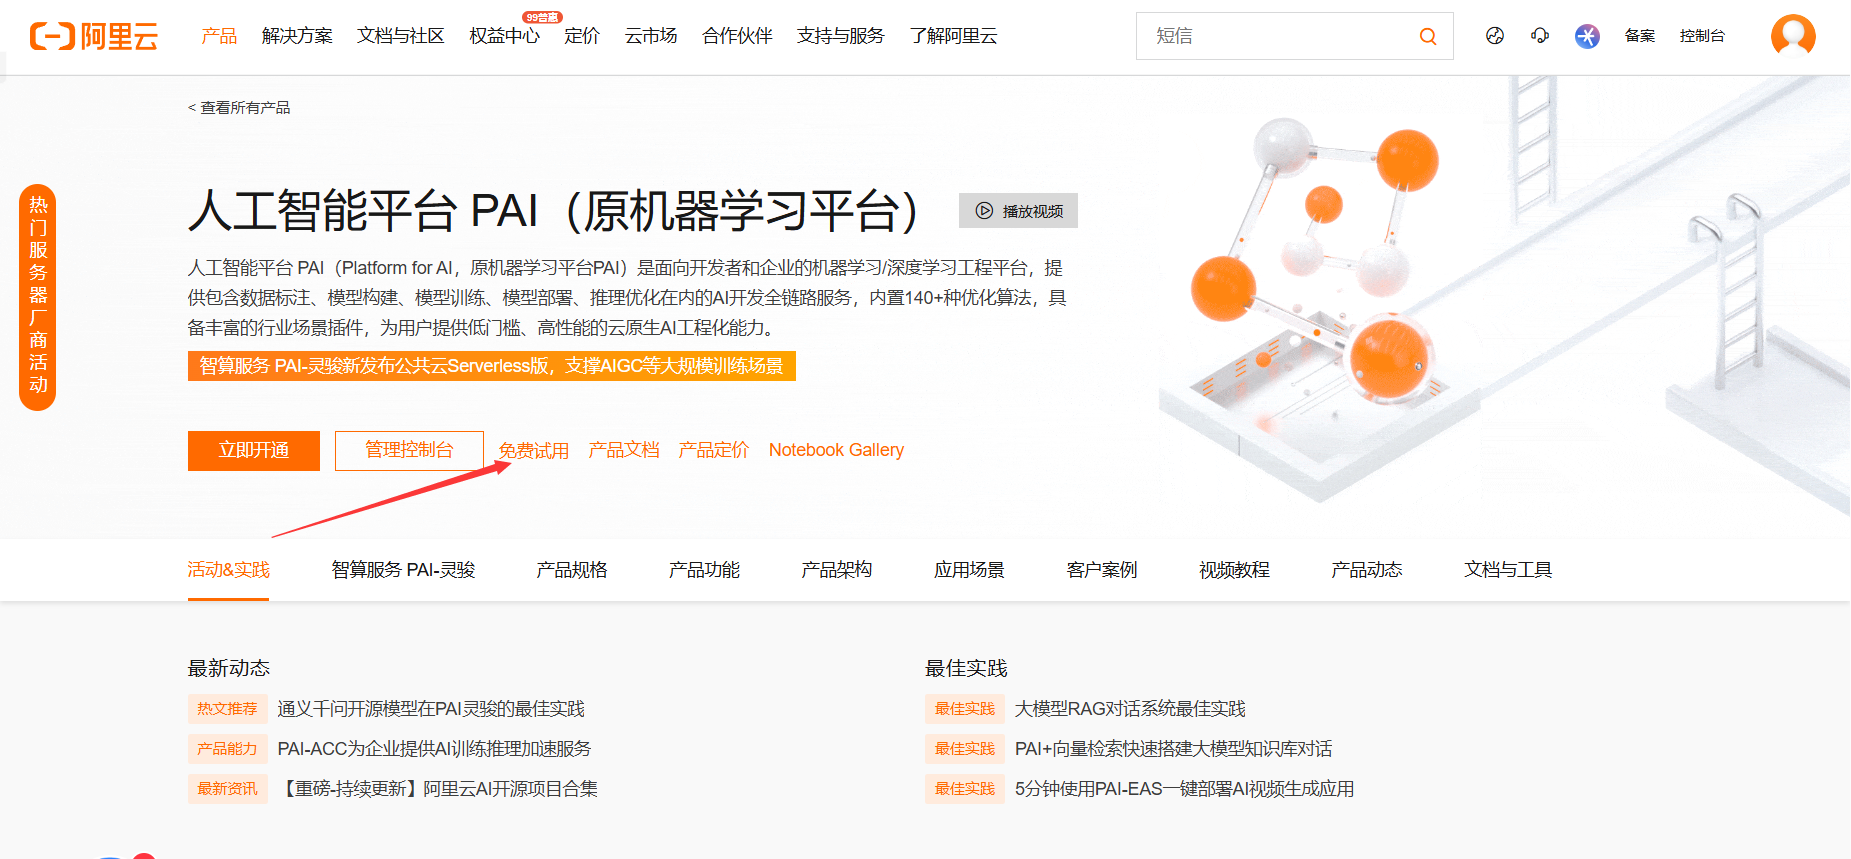 阿里云
产品
解决方案
文档与社区
权益中心
99普惠
定价
云市场
合作伙伴
支持与服务
了解阿里云
短信
备案
控制台
< 查看所有产品
热门服务器厂商活动
人工智能平台 PAI（原机器学习平台）
播放视频
人工智能平台 PAI（Platform for AI，原机器学习平台PAI）是面向开发者和企业的机器学习/深度学习工程平台，提
供包含数据标注、模型构建、模型训练、模型部署、推理优化在内的AI开发全链路服务，内置140+种优化算法，具
备丰富的行业场景插件，为用户提供低门槛、高性能的云原生AI工程化能力。
智算服务 PAI-灵骏新发布公共云Serverless版，支撑AIGC等大规模训练场景
立即开通
管理控制台
免费试用
产品文档
产品定价
Notebook Gallery
活动&实践
智算服务 PAI-灵骏
产品规格
产品功能
产品架构
应用场景
客户案例
视频教程
产品动态
文档与工具
最新动态
热文推荐 通义千问开源模型在PAI灵骏的最佳实践
产品能力 PAI-ACC为企业提供AI训练推理加速服务
最新资讯 【重磅-持续更新】阿里云AI开源项目合集
最佳实践
最佳实践 大模型RAG对话系统最佳实践
最佳实践 PAI+向量检索快速搭建大模型知识库对话
最佳实践 5分钟使用PAI-EAS一键部署AI视频生成应用